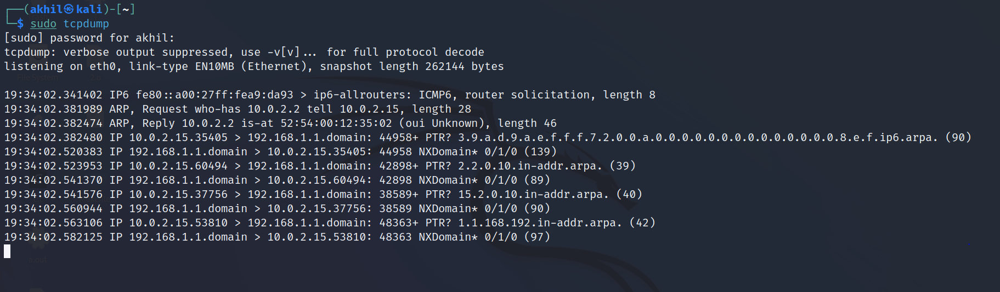 ┌──(akhil㉿kali)-[~]
└─$ sudo tcpdump
[sudo] password for akhil:
tcpdump: verbose output suppressed, use -v[v]... for full protocol decode
listening on eth0, link-type EN10MB (Ethernet), snapshot length 262144 bytes
19:34:02.341402 IP6 fe80::a00:27ff:fea9:da93 > ip6-allrouters: ICMP6, router solicitation, length 8
19:34:02.381989 ARP, Request who-has 10.0.2.2 tell 10.0.2.15, length 28
19:34:02.382474 ARP, Reply 10.0.2.2 is-at 52:54:00:12:35:02 (oui Unknown), length 46
19:34:02.382480 IP 10.0.2.15.35405 > 192.168.1.1.domain: 44958+ PTR? 3.9.a.d.9.a.e.f.f.f.7.2.0.0.a.0.0.0.0.0.0.0.0.0.0.0.0.0.0.8.e.f.ip6.arpa. (90)
19:34:02.520383 IP 192.168.1.1.domain > 10.0.2.15.35405: 44958 NXDomain* 0/1/0 (139)
19:34:02.523953 IP 10.0.2.15.60494 > 192.168.1.1.domain: 42898+ PTR? 2.2.0.10.in-addr.arpa. (39)
19:34:02.541370 IP 192.168.1.1.domain > 10.0.2.15.60494: 42898 NXDomain* 0/1/0 (89)
19:34:02.541576 IP 10.0.2.15.37756 > 192.168.1.1.domain: 38589+ PTR? 15.2.0.10.in-addr.arpa. (40)
19:34:02.560944 IP 192.168.1.1.domain > 10.0.2.15.37756: 38589 NXDomain* 0/1/0 (90)
19:34:02.563106 IP 10.0.2.15.53810 > 192.168.1.1.domain: 48363+ PTR? 1.1.168.192.in-addr.arpa. (42)
19:34:02.582125 IP 192.168.1.1.domain > 10.0.2.15.53810: 48363 NXDomain* 0/1/0 (97)